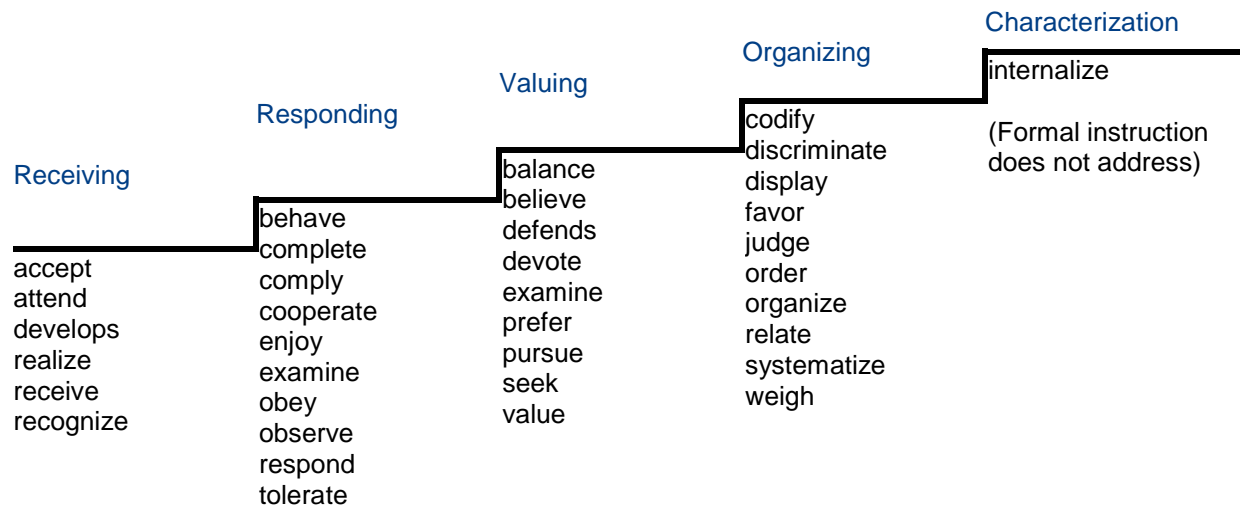 Receiving
accept
attend
develops
realize
receive
recognize
Responding
behave
complete
comply
cooperate
enjoy
examine
obey
observe
respond
tolerate
Valuing
balance
believe
defends
devote
examine
prefer
pursue
seek
value
Organizing
codify
discriminate
display
favor
judge
order
organize
relate
systematize
weigh
Characterization
internalize
(Formal instruction
does not address)